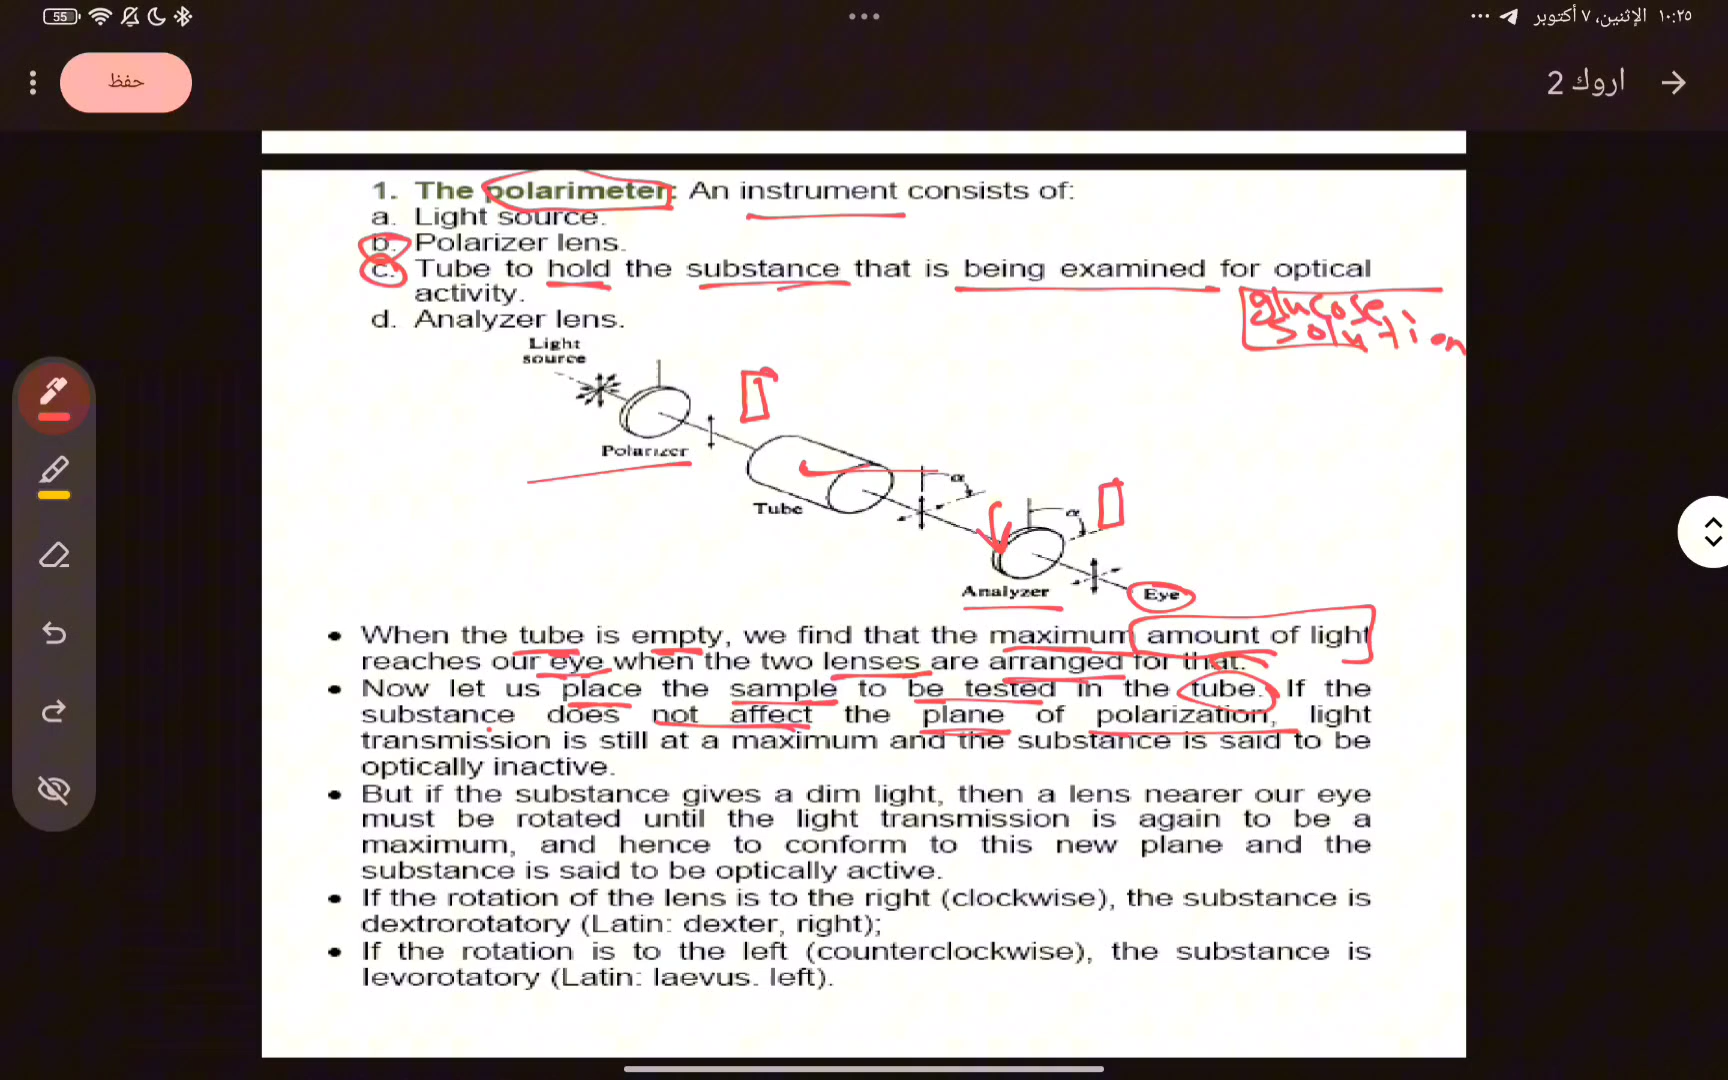 55
١٠:٢٥ الإثنين، ٧ أكتوبر
حفظ
اروك 2
1. The polarimeter: An instrument consists of:
a. Light source.
b. Polarizer lens.
c. Tube to hold the substance that is being examined for optical
activity.
glucose
solution
d. Analyzer lens.
Light
source
Polarizer
Tube
α
α
Analyzer
Eye
• When the tube is empty, we find that the maximum amount of light
reaches our eye when the two lenses are arranged for that.
• Now let us place the sample to be tested in the tube. If the
substance does not affect the plane of polarization, light
transmission is still at a maximum and the substance is said to be
optically inactive.
• But if the substance gives a dim light, then a lens nearer our eye
must be rotated until the light transmission is again to be a
maximum, and hence to conform to this new plane and the
substance is said to be optically active.
• If the rotation of the lens is to the right (clockwise), the substance is
dextrorotatory (Latin: dexter, right);
• If the rotation is to the left (counterclockwise), the substance is
levorotatory (Latin: laevus. left).